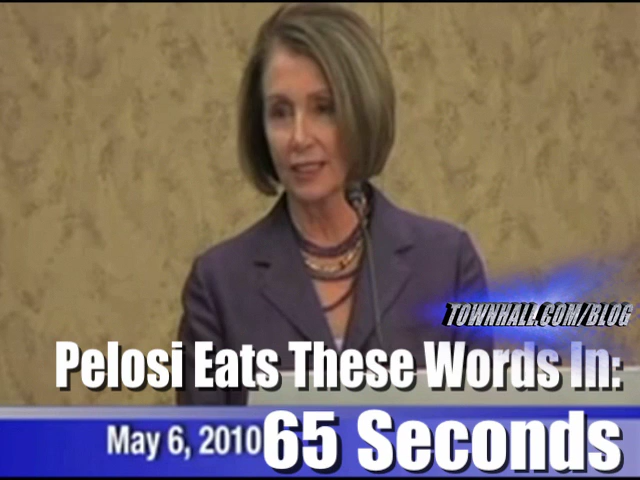 TOWNHALL.COM/BLOG
Pelosi Eats These Words In:
May 6, 2010 65 Seconds